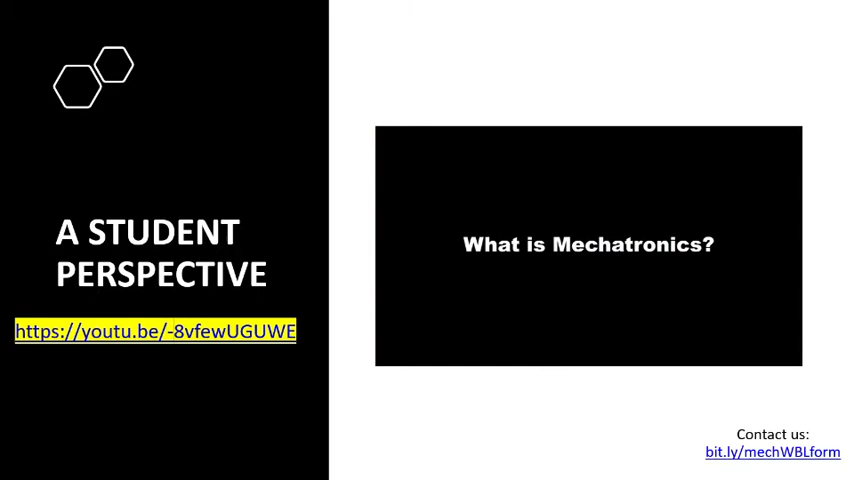 A STUDENT
PERSPECTIVE
https://youtu.be/-8vfewUGUWE
What is Mechatronics?
Contact us:
bit.ly/mechWBLform